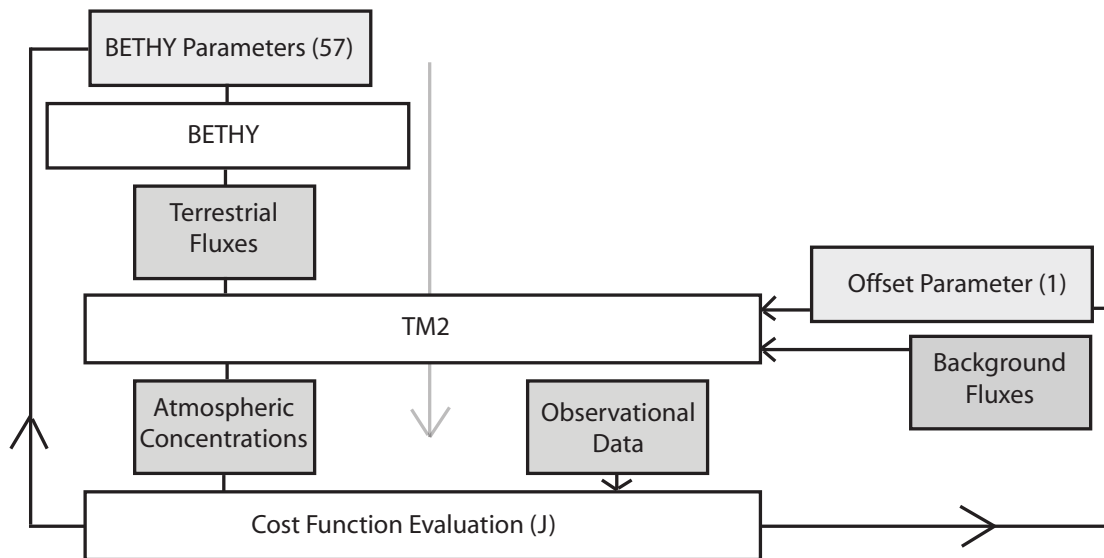 BETHY Parameters (57)
BETHY
Terrestrial
Fluxes
Offset Parameter (1)
TM2
Background
Fluxes
Atmospheric
Concentrations
Observational
Data
Cost Function Evaluation (J)